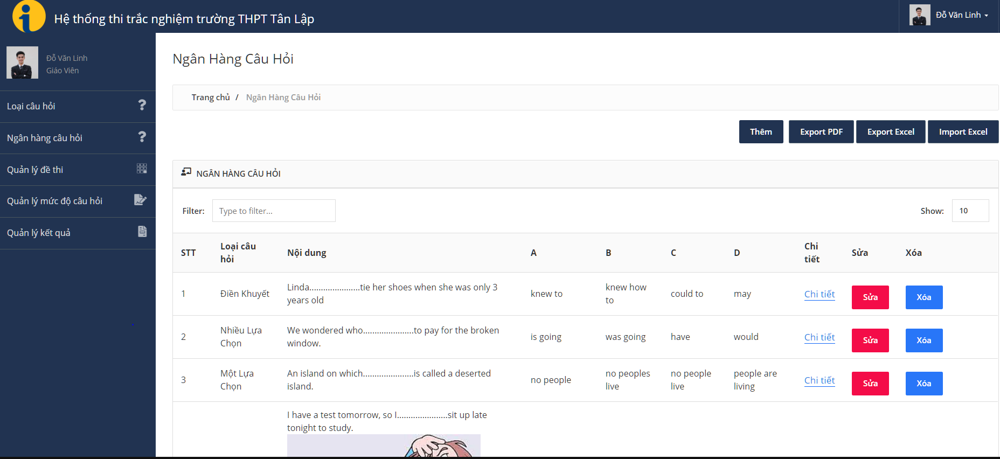 Hệ thống thi trắc nghiệm trường THPT Tân Lập
Đỗ Văn Linh
Đỗ Văn Linh
Giáo Viên
Loại câu hỏi
Ngân hàng câu hỏi
Quản lý đề thi
Quản lý mức độ câu hỏi
Quản lý kết quả
Ngân Hàng Câu Hỏi
Trang chủ / Ngân Hàng Câu Hỏi
Thêm Export PDF Export Excel Import Excel
NGÂN HÀNG CÂU HỎI
Filter: Type to filter... Show: 10
STT Loại câu hỏi Nội dung A B C D Chi tiết Sửa Xóa
1 Điền Khuyết Linda......................tie her shoes when she was only 3 years old knew to knew how to could to may Chi tiết Sửa Xóa
2 Nhiều Lựa Chọn We wondered who......................to pay for the broken window. is going was going have would Chi tiết Sửa Xóa
3 Một Lựa Chọn An island on which......................is called a deserted island. no people no peoples live no people live people are living Chi tiết Sửa Xóa
I have a test tomorrow, so I......................sit up late
tonight to study.